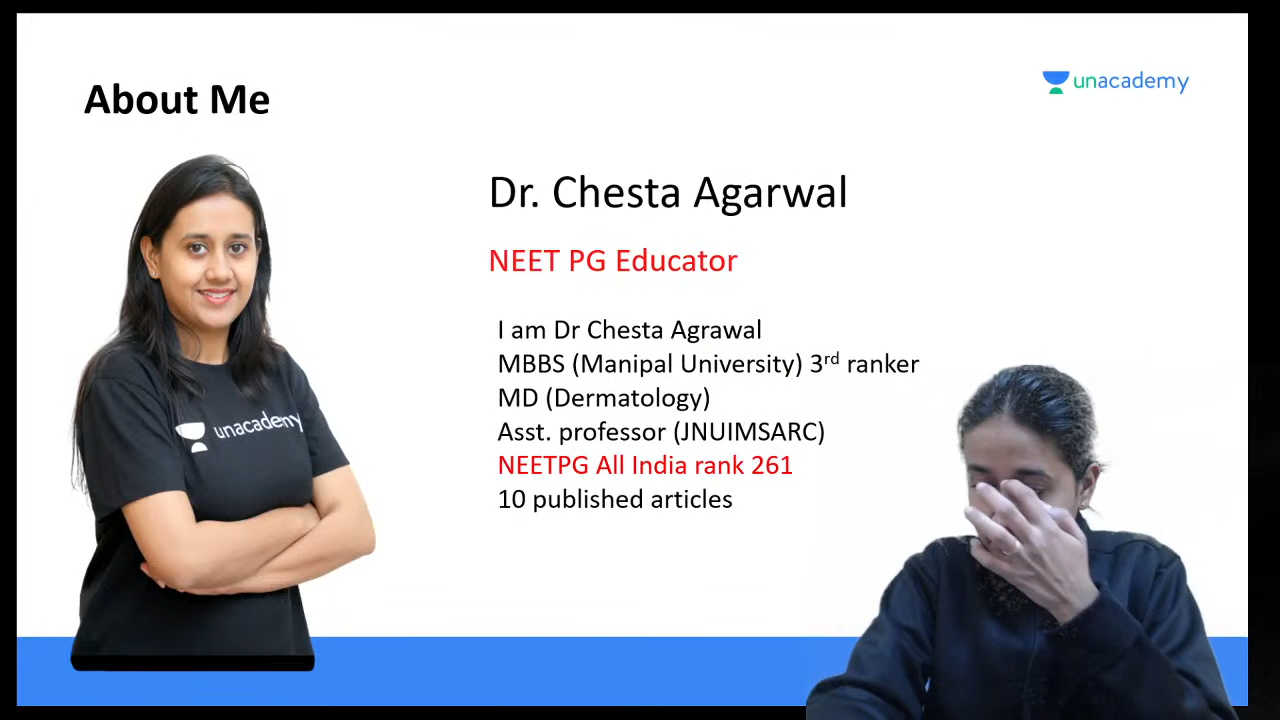 About Me
unacademy
Dr. Chesta Agarwal
NEET PG Educator
I am Dr Chesta Agrawal
MBBS (Manipal University) 3rd ranker
MD (Dermatology)
Asst. professor (JNUIMSARC)
NEETPG All India rank 261
10 published articles
unacademy